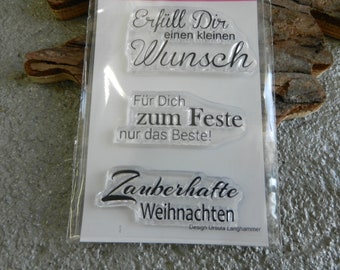 Erfüll Dir
einen kleinen
Wunsch
Für Dich
zum Feste
nur das Beste!
Zauberhafte
Weihnachten
Design Ursula Langhammer